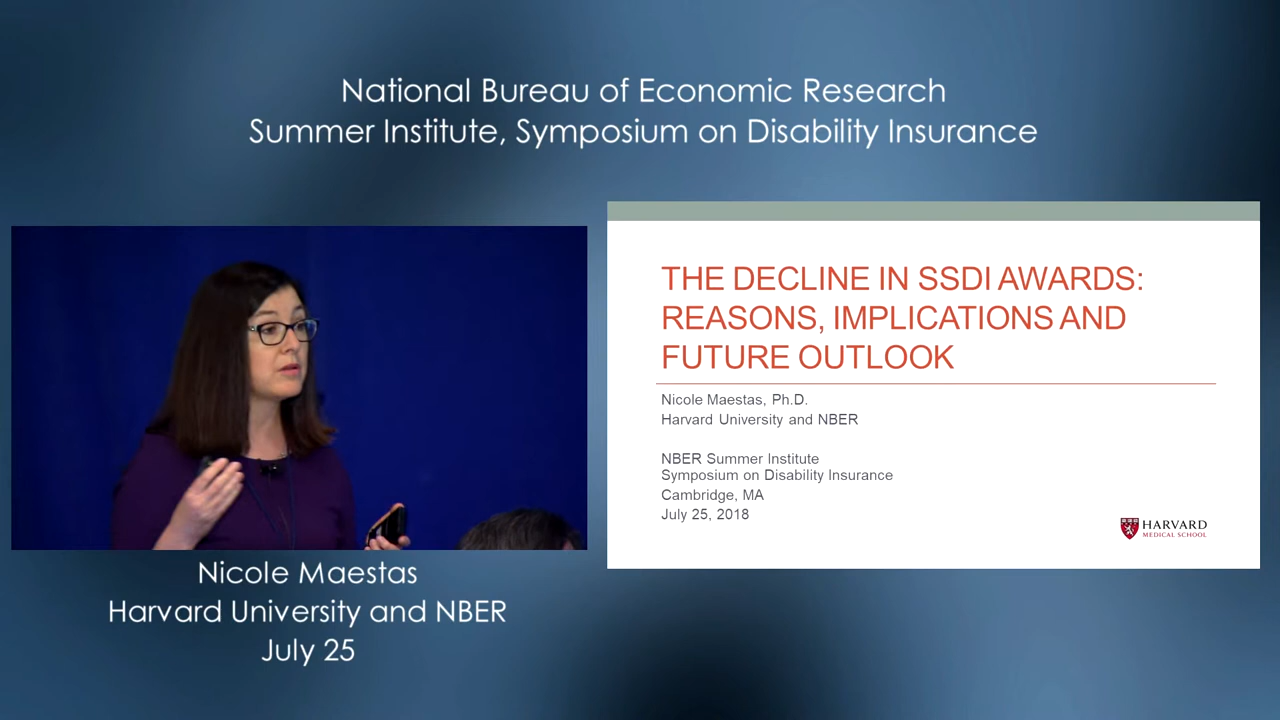 National Bureau of Economic Research
Summer Institute, Symposium on Disability Insurance
THE DECLINE IN SSDI AWARDS:
REASONS, IMPLICATIONS AND
FUTURE OUTLOOK
Nicole Maestas, Ph.D.
Harvard University and NBER
NBER Summer Institute
Symposium on Disability Insurance
Cambridge, MA
July 25, 2018
HARVARD
MEDICAL SCHOOL
Nicole Maestas
Harvard University and NBER
July 25